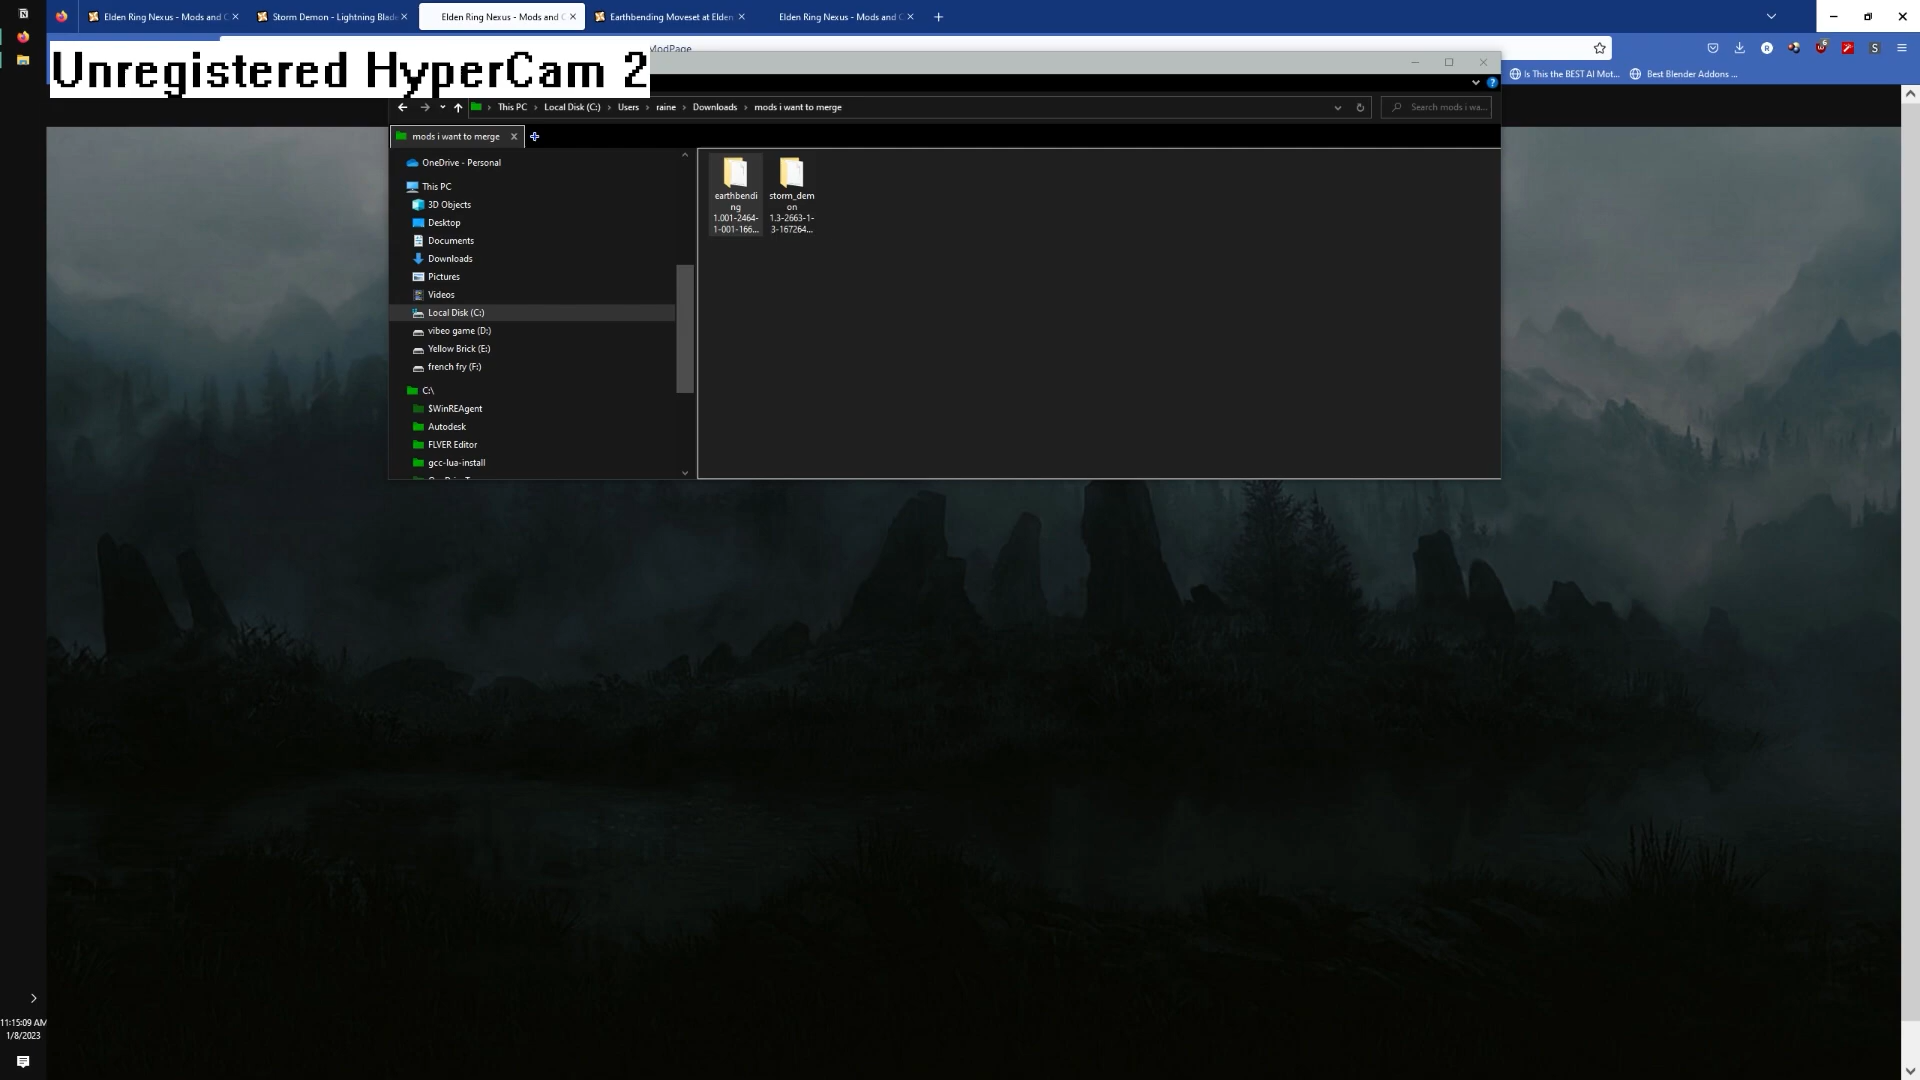 Elden Ring Nexus - Mods and C
Storm Demon - Lightning Blade
Elden Ring Nexus - Mods and C
Earthbending Moveset at Elden
Elden Ring Nexus - Mods and C
ModPage
Unregistered HyperCam 2
Is This the BEST AI Mot...
Best Blender Addons ...
This PC > Local Disk (C:) > Users > raine > Downloads > mods i want to merge
Search mods i wa...
mods i want to merge
OneDrive - Personal
This PC
3D Objects
Desktop
Documents
Downloads
Pictures
Videos
Local Disk (C:)
vibeo game (D:)
Yellow Brick (E:)
french fry (F:)
C:\
$WinREAgent
Autodesk
FLVER Editor
gcc-lua-install
earthbendi
ng
1.001-2464-
1-001-166...
storm_dem
on
1.3-2663-1-
3-167264...
11:15:09 AM
1/8/2023